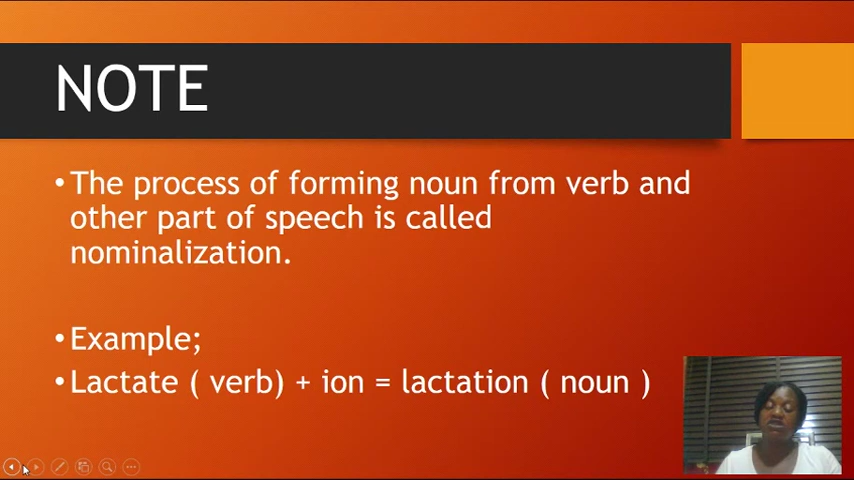 NOTE
•The process of forming noun from verb and
other part of speech is called
nominalization.
•Example;
•Lactate ( verb) + ion = lactation ( noun )